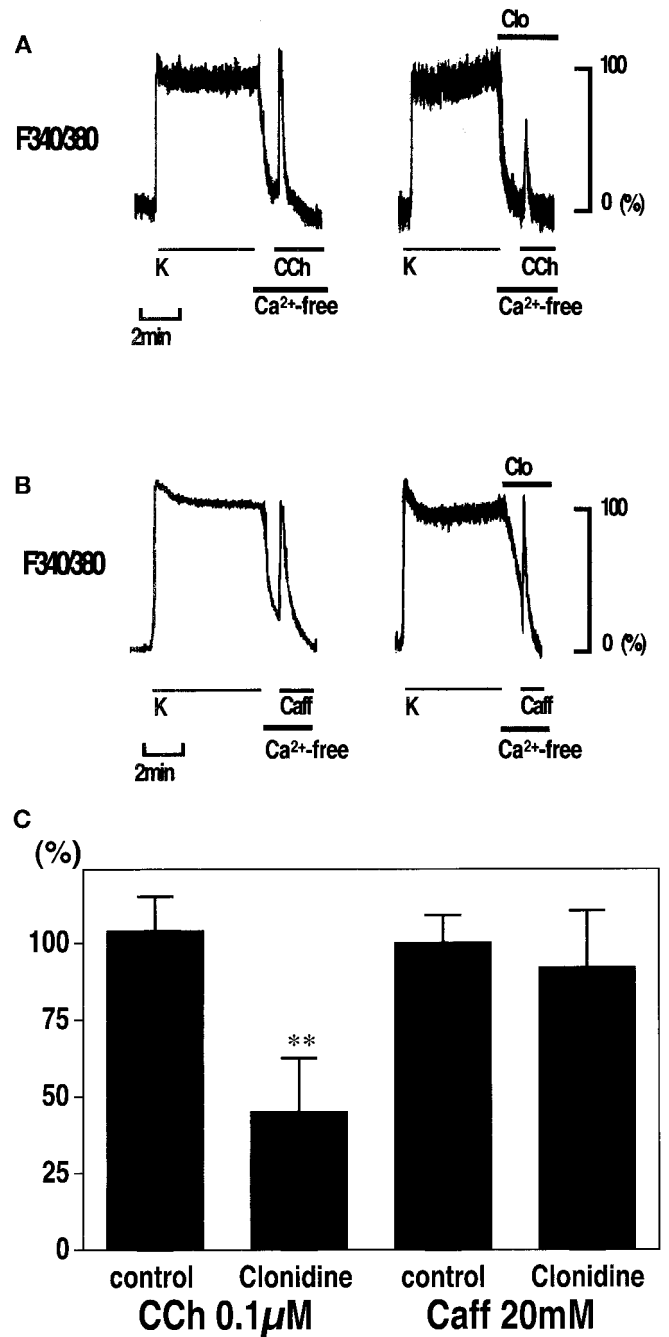 A
Clo
100
F340/380
0 (%)
K CCh K CCh
Ca²⁺-free Ca²⁺-free
2min
B
Clo
100
F340/380
0 (%)
K Caff K Caff
Ca²⁺-free Ca²⁺-free
2min
C
(%)
100
75
**
50
25
0
control Clonidine control Clonidine
CCh 0.1μM Caff 20mM